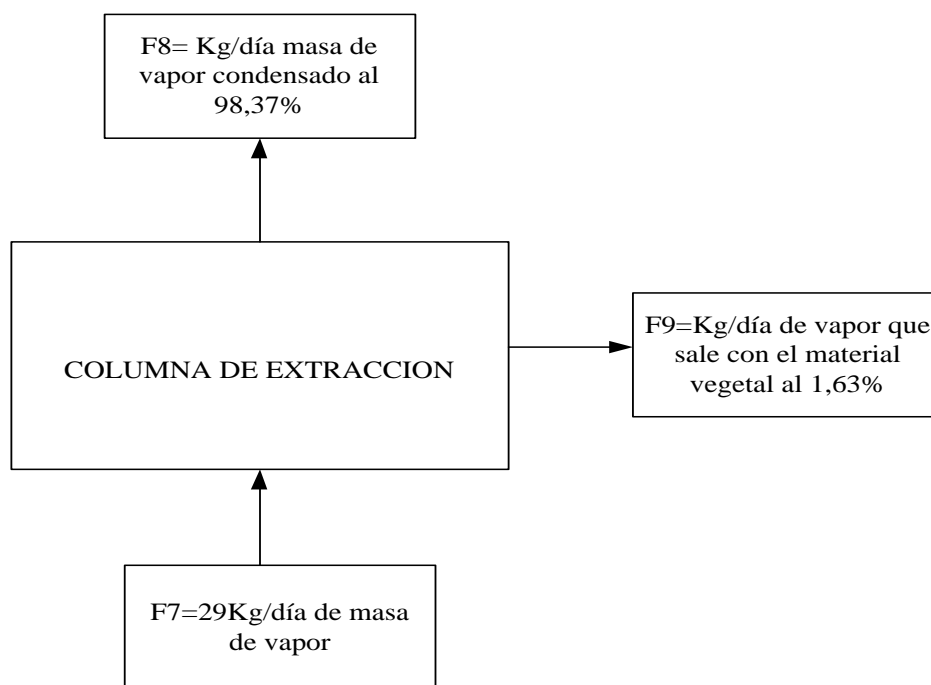 F8= Kg/día masa de
vapor condensado al
98,37%
COLUMNA DE EXTRACCION
F9=Kg/día de vapor que
sale con el material
vegetal al 1,63%
F7=29Kg/día de masa
de vapor